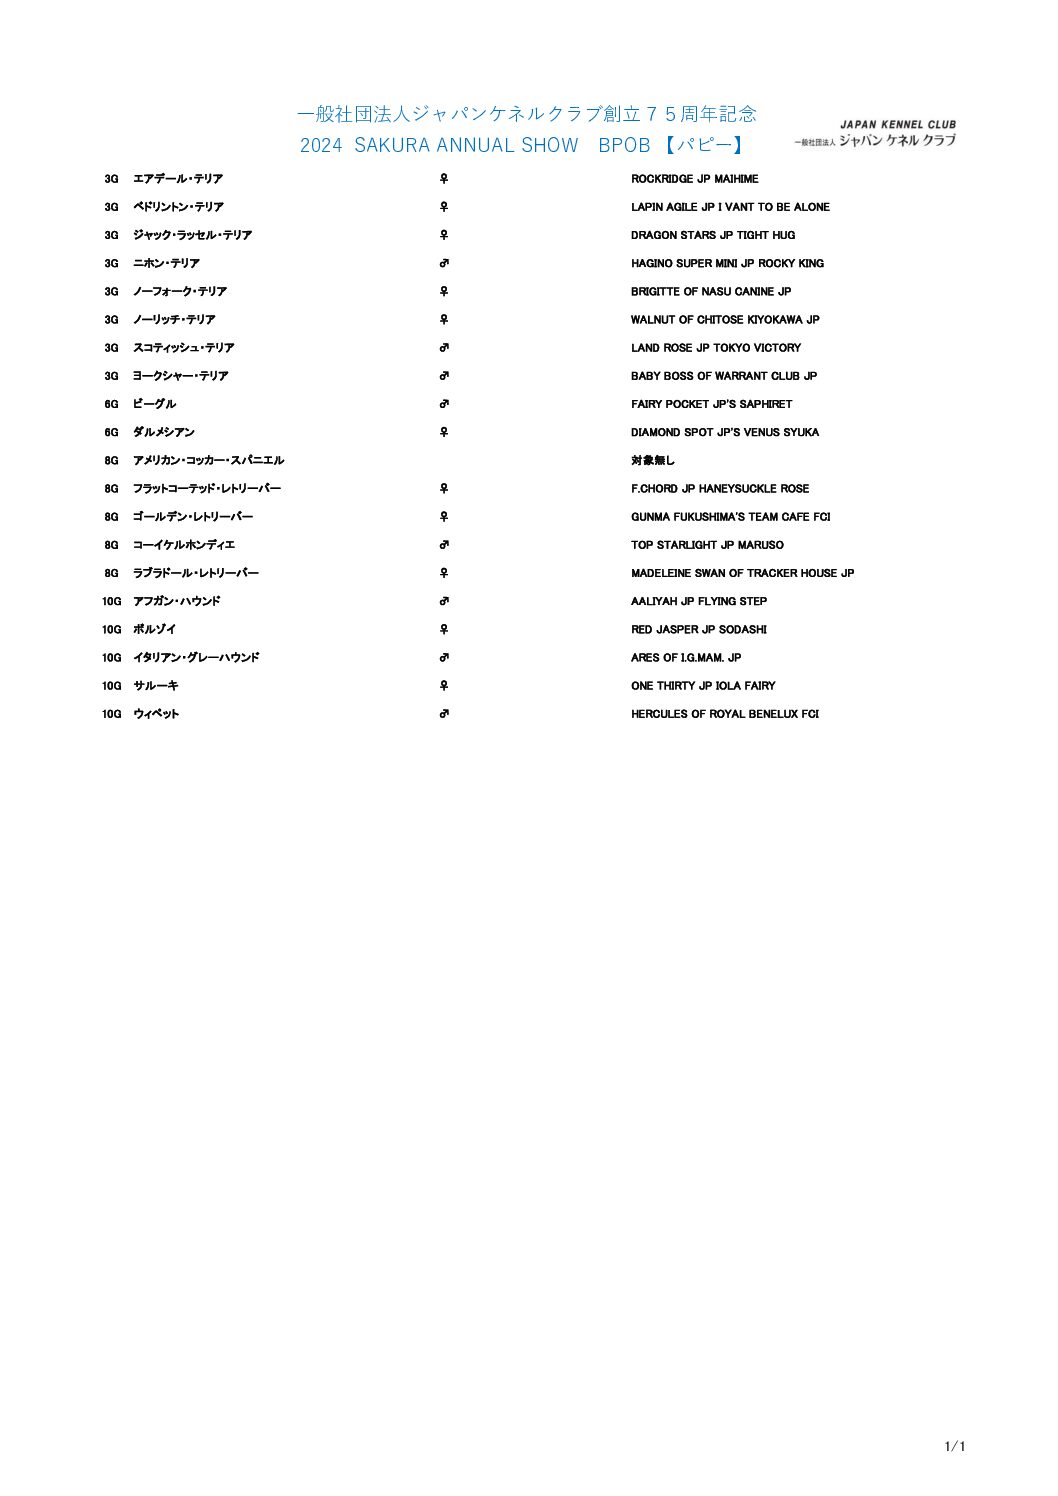 一般社団法人ジャパンケネルクラブ創立７５周年記念
2024 SAKURA ANNUAL SHOW　BPOB 【パピー】
JAPAN KENNEL CLUB
一般社団法人 ジャパン ケネル クラブ
3G エアデール・テリア ♀ ROCKRIDGE JP MAIHIME
3G ベドリントン・テリア ♀ LAPIN AGILE JP I VANT TO BE ALONE
3G ジャック・ラッセル・テリア ♀ DRAGON STARS JP TIGHT HUG
3G ニホン・テリア ♂ HAGINO SUPER MINI JP ROCKY KING
3G ノーフォーク・テリア ♀ BRIGITTE OF NASU CANINE JP
3G ノーリッチ・テリア ♀ WALNUT OF CHITOSE KIYOKAWA JP
3G スコティッシュ・テリア ♂ LAND ROSE JP TOKYO VICTORY
3G ヨークシャー・テリア ♂ BABY BOSS OF WARRANT CLUB JP
6G ビーグル ♂ FAIRY POCKET JP'S SAPHIRET
6G ダルメシアン ♀ DIAMOND SPOT JP'S VENUS SYUKA
8G アメリカン・コッカー・スパニエル 対象無し
8G フラットコーテッド・レトリーバー ♀ F.CHORD JP HANEYSUCKLE ROSE
8G ゴールデン・レトリーバー ♀ GUNMA FUKUSHIMA'S TEAM CAFE FCI
8G コーイケルホンディエ ♂ TOP STARLIGHT JP MARUSO
8G ラブラドール・レトリーバー ♀ MADELEINE SWAN OF TRACKER HOUSE JP
10G アフガン・ハウンド ♂ AALIYAH JP FLYING STEP
10G ボルゾイ ♀ RED JASPER JP SODASHI
10G イタリアン・グレーハウンド ♂ ARES OF I.G.MAM. JP
10G サルーキ ♀ ONE THIRTY JP IOLA FAIRY
10G ウィペット ♂ HERCULES OF ROYAL BENELUX FCI
1/1